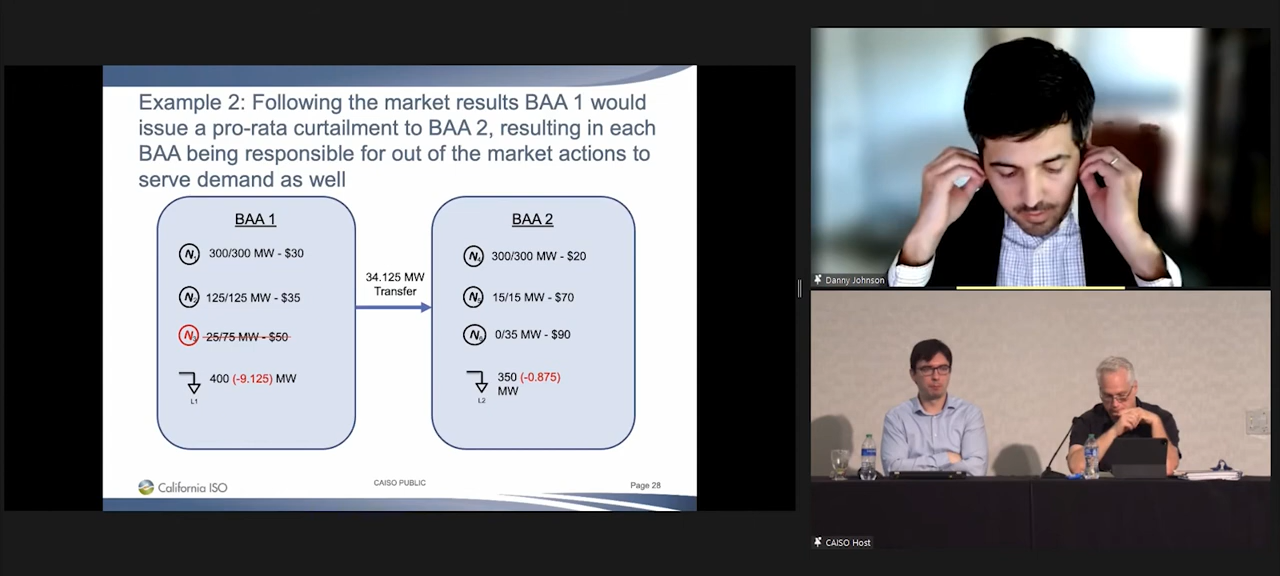 Example 2: Following the market results BAA 1 would
issue a pro-rata curtailment to BAA 2, resulting in each
BAA being responsible for out of the market actions to
serve demand as well
BAA 1
300/300 MW - $30
125/125 MW - $35
25/75 MW - $50
400 (-9.125) MW
L1
34.125 MW
Transfer
BAA 2
300/300 MW - $20
15/15 MW - $70
0/35 MW - $90
350 (-0.875)
MW
L2
California ISO
CAISO PUBLIC
Page 28
Danny Johnson
CAISO Host